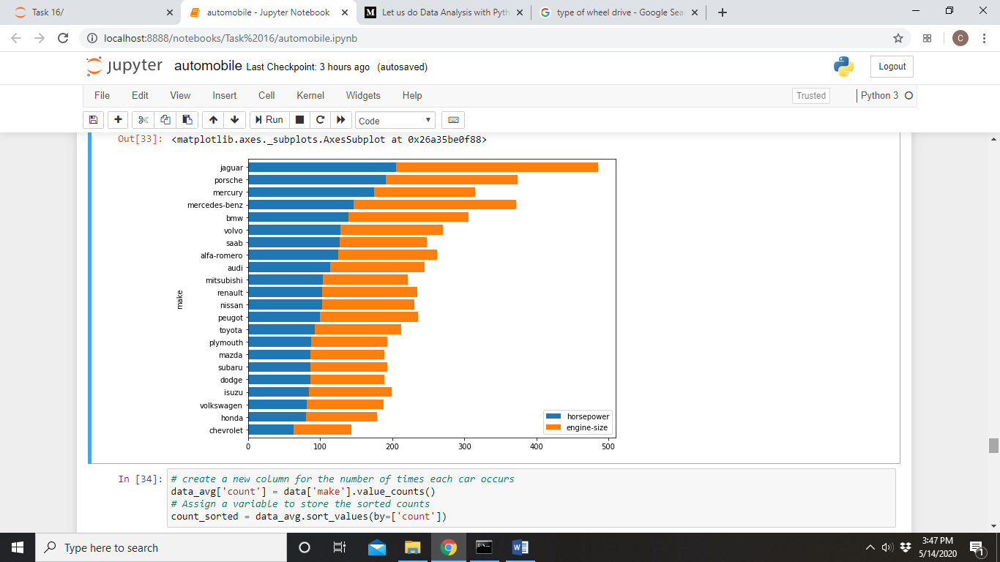 Task 16/
automobile - Jupyter Notebook
Let us do Data Analysis with Pyth
type of wheel drive - Google Sea
localhost:8888/notebooks/Task%2016/automobile.ipynb
C
jupyter automobile Last Checkpoint: 3 hours ago (autosaved)
Logout
File Edit View Insert Cell Kernel Widgets Help
Trusted
Python 3
Run
Code
Out[33]: <matplotlib.axes._subplots.AxesSubplot at 0x26a35be0f88>
jaguar
porsche
mercury
mercedes-benz
bmw
volvo
saab
alfa-romero
audi
mitsubishi
renault
nissan
peugot
toyota
plymouth
mazda
subaru
dodge
isuzu
volkswagen
honda
chevrolet
make
horsepower
engine-size
0 100 200 300 400 500
In [34]: # create a new column for the number of times each car occurs
data_avg['count'] = data['make'].value_counts()
# Assign a variable to store the sorted counts
count_sorted = data_avg.sort_values(by=['count'])
Type here to search
3:47 PM
5/14/2020
1